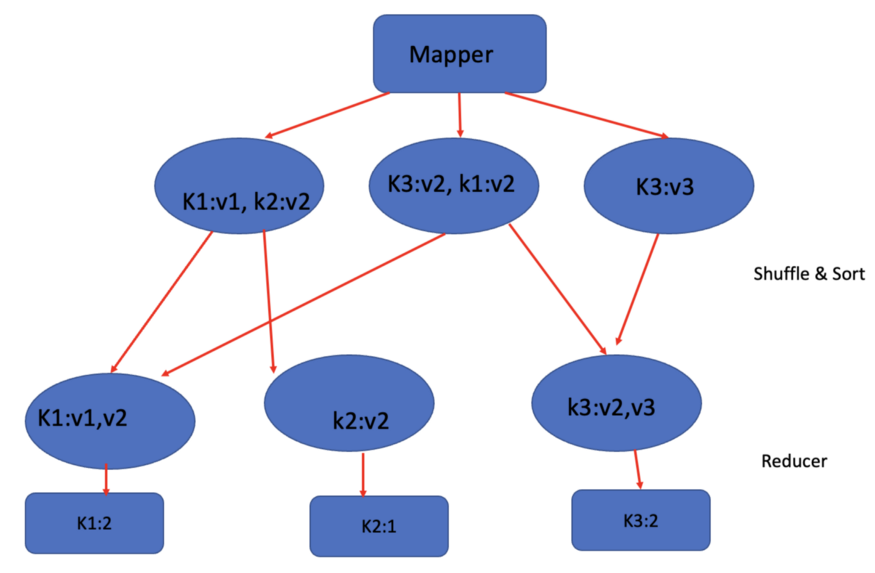 Mapper
K1:v1, k2:v2
K3:v2, k1:v2
K3:v3
Shuffle & Sort
K1:v1,v2
k2:v2
k3:v2,v3
Reducer
K1:2
K2:1
K3:2